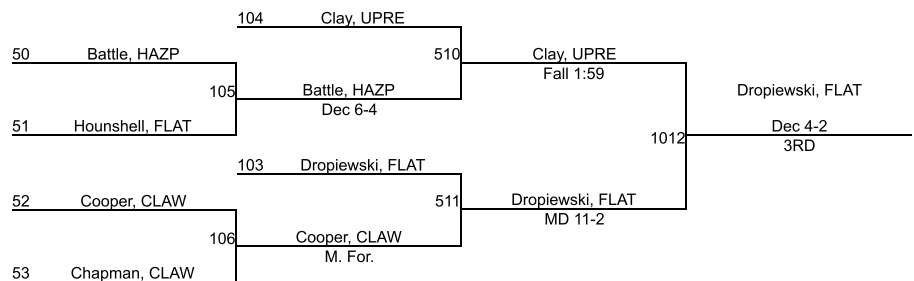 104 Clay, UPRE
50 Battle, HAZP
510 Clay, UPRE
Fall 1:59
105 Battle, HAZP
Dec 6-4
Dropiewski, FLAT
51 Hounshell, FLAT
1012 Dec 4-2
3RD
103 Dropiewski, FLAT
52 Cooper, CLAW
511 Dropiewski, FLAT
MD 11-2
106 Cooper, CLAW
M. For.
53 Chapman, CLAW